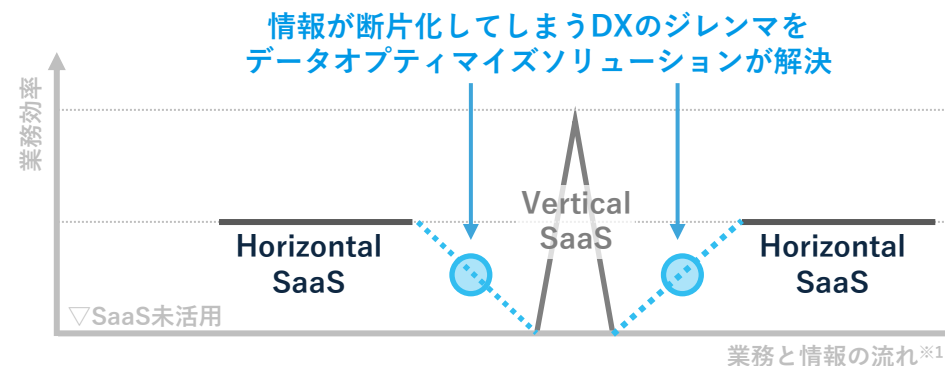 情報が断片化してしまうDXのジレンマを
データオプティマイズソリューションが解決
業務効率
Vertical
SaaS
Horizontal
SaaS
Horizontal
SaaS
▽SaaS未活用
業務と情報の流れ※1